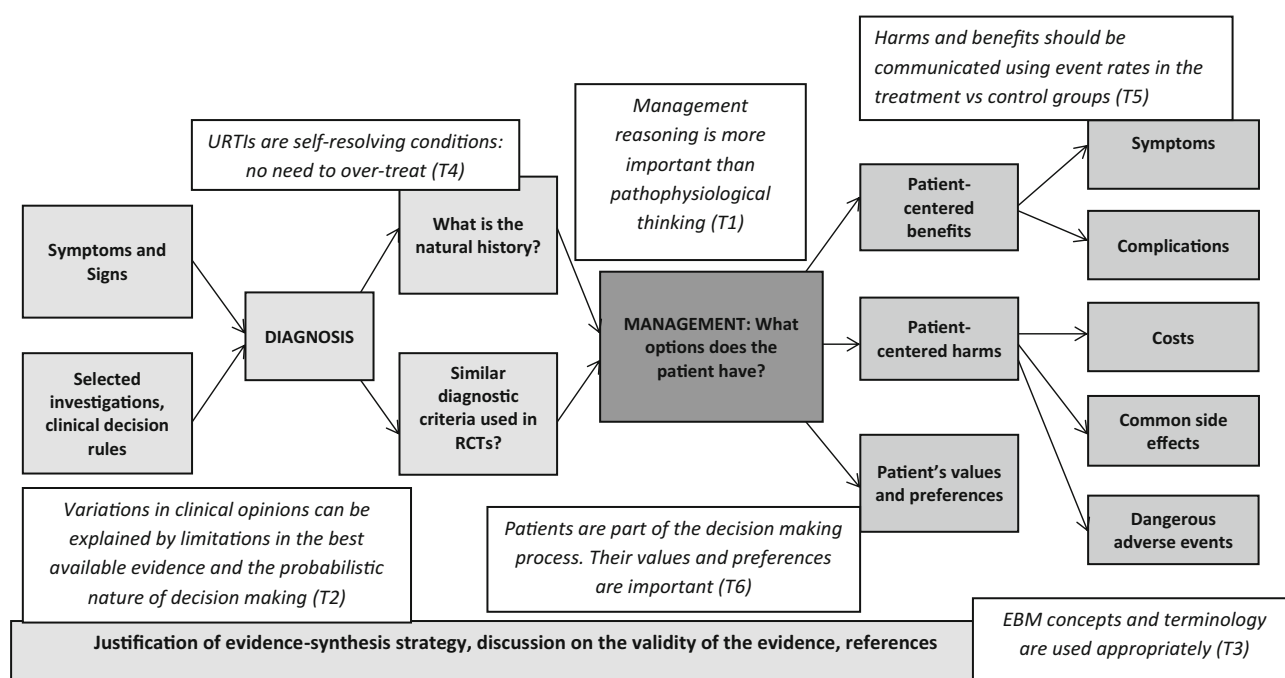 Harms and benefits should be
communicated using event rates in the
treatment vs control groups (T5)
Management
reasoning is more
important than
pathophysiological
thinking (T1)
URTIs are self-resolving conditions:
no need to over-treat (T4)
Symptoms and
Signs
Selected
investigations,
clinical decision
rules
DIAGNOSIS
What is the
natural history?
Similar
diagnostic
criteria used in
RCTs?
MANAGEMENT: What
options does the
patient have?
Patient-
centered
benefits
Patient-
centered harms
Patient’s values
and preferences
Symptoms
Complications
Costs
Common side
effects
Dangerous
adverse events
Variations in clinical opinions can be
explained by limitations in the best
available evidence and the probabilistic
nature of decision making (T2)
Patients are part of the decision making
process. Their values and preferences
are important (T6)
EBM concepts and terminology
are used appropriately (T3)
Justification of evidence-synthesis strategy, discussion on the validity of the evidence, references